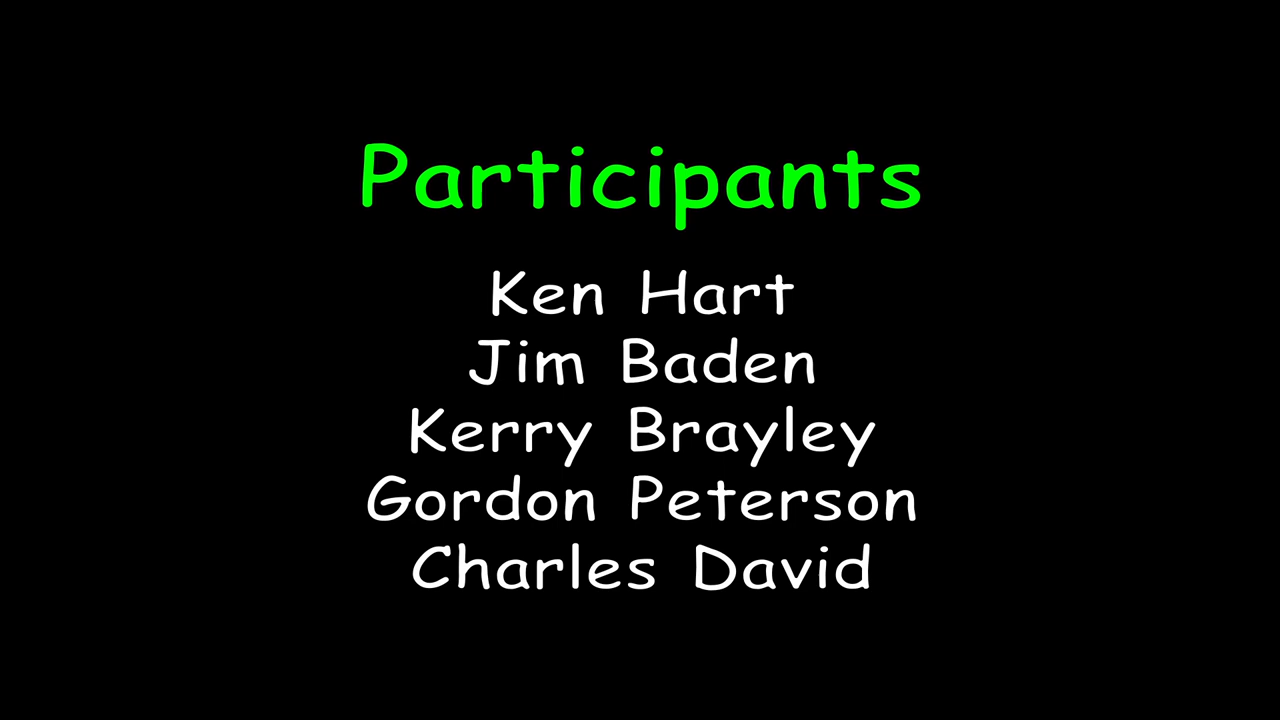 Participants
Ken Hart
Jim Baden
Kerry Brayley
Gordon Peterson
Charles David